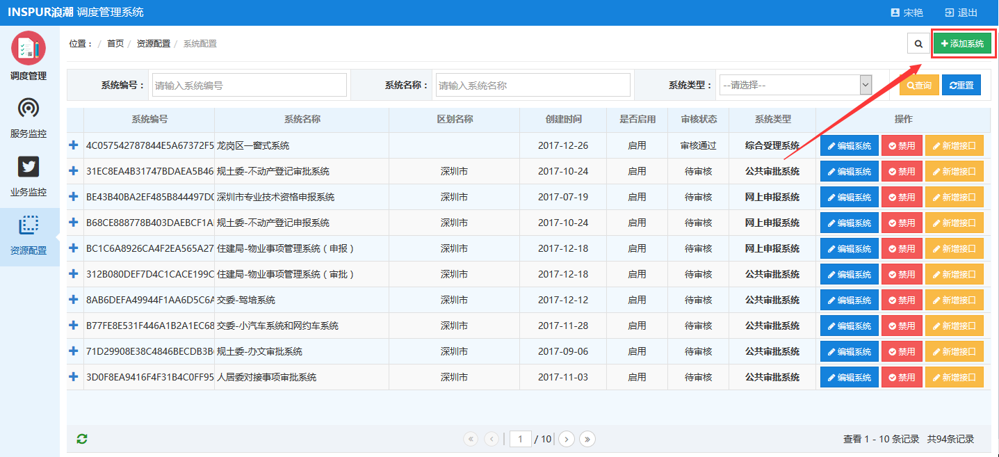 INSPUR浪潮 调度管理系统 宋艳 退出
位置： / 首页 / 资源配置 / 系统配置 添加系统
调度管理
服务监控
业务监控
资源配置
系统编号： 请输入系统编号 系统名称： 请输入系统名称 系统类型： --请选择-- 查询 重置
系统编号 系统名称 区划名称 创建时间 是否启用 审核状态 系统类型 操作
4C057542787844E5A67372F5 龙岗区一窗式系统 2017-12-26 启用 审核通过 综合受理系统 编辑系统 禁用 新增接口
31EC8EA4B31747BDAEA5B46 规土委-不动产登记审批系统 深圳市 2017-10-24 启用 待审核 公共审批系统 编辑系统 禁用 新增接口
BE43B40BA2EF485B844497D0 深圳市专业技术资格申报系统 深圳市 2017-07-19 启用 待审核 网上申报系统 编辑系统 禁用 新增接口
B68CE888778B403DAEBCF1A 规土委-不动产登记申报系统 深圳市 2017-10-24 启用 待审核 网上申报系统 编辑系统 禁用 新增接口
BC1C6A8926CA4F2EA565A27 住建局-物业事项管理系统（申报） 深圳市 2017-12-18 启用 待审核 网上申报系统 编辑系统 禁用 新增接口
312B080DEF7D4C1CACE199C 住建局-物业事项管理系统（审批） 深圳市 2017-12-18 启用 待审核 公共审批系统 编辑系统 禁用 新增接口
8AB6DEFA49944F1AA6D5C6A 交委-驾培系统 深圳市 2017-12-12 启用 待审核 公共审批系统 编辑系统 禁用 新增接口
B77FE8E531F446A1B2A1EC68 交委-小汽车系统和网约车系统 深圳市 2017-11-28 启用 待审核 公共审批系统 编辑系统 禁用 新增接口
71D29908E38C4846BECDB3B 规土委-办文审批系统 深圳市 2017-09-06 启用 待审核 公共审批系统 编辑系统 禁用 新增接口
3D0F8EA9416F4F31B4C0FF95 人居委对接事项审批系统 深圳市 2017-11-03 启用 待审核 公共审批系统 编辑系统 禁用 新增接口
1 / 10 查看 1 - 10 条记录 共94条记录